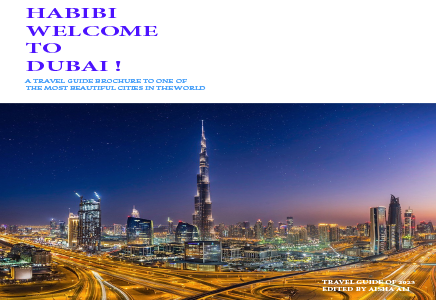 HABIBI
WELCOME
TO
DUBAI !
A TRAVEL GUIDE BROCHURE TO ONE OF
THE MOST BEAUTIFUL CITIES IN THEWORLD
TRAVEL GUIDE OF 2022
EDITED BY AISHA AM